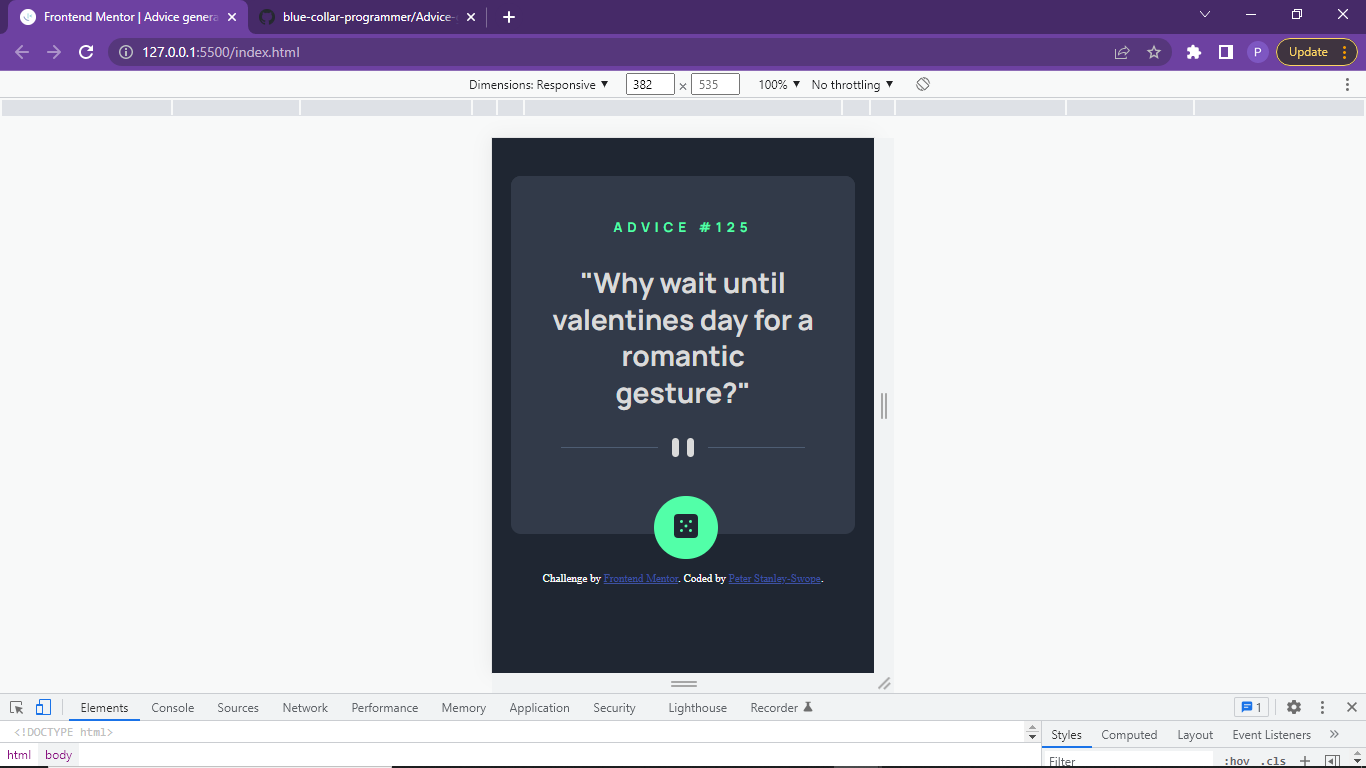 Frontend Mentor | Advice genera
blue-collar-programmer/Advice-
127.0.0.1:5500/index.html
P
Update
Dimensions: Responsive
382 × 535
100%
No throttling
ADVICE #125
"Why wait until
valentines day for a
romantic
gesture?"
Challenge by Frontend Mentor. Coded by Peter Stanley-Swope.
Elements
Console
Sources
Network
Performance
Memory
Application
Security
Lighthouse
Recorder
1
<!DOCTYPE html>
html
body
Styles
Computed
Layout
Event Listeners
Filter
:hov
.cls